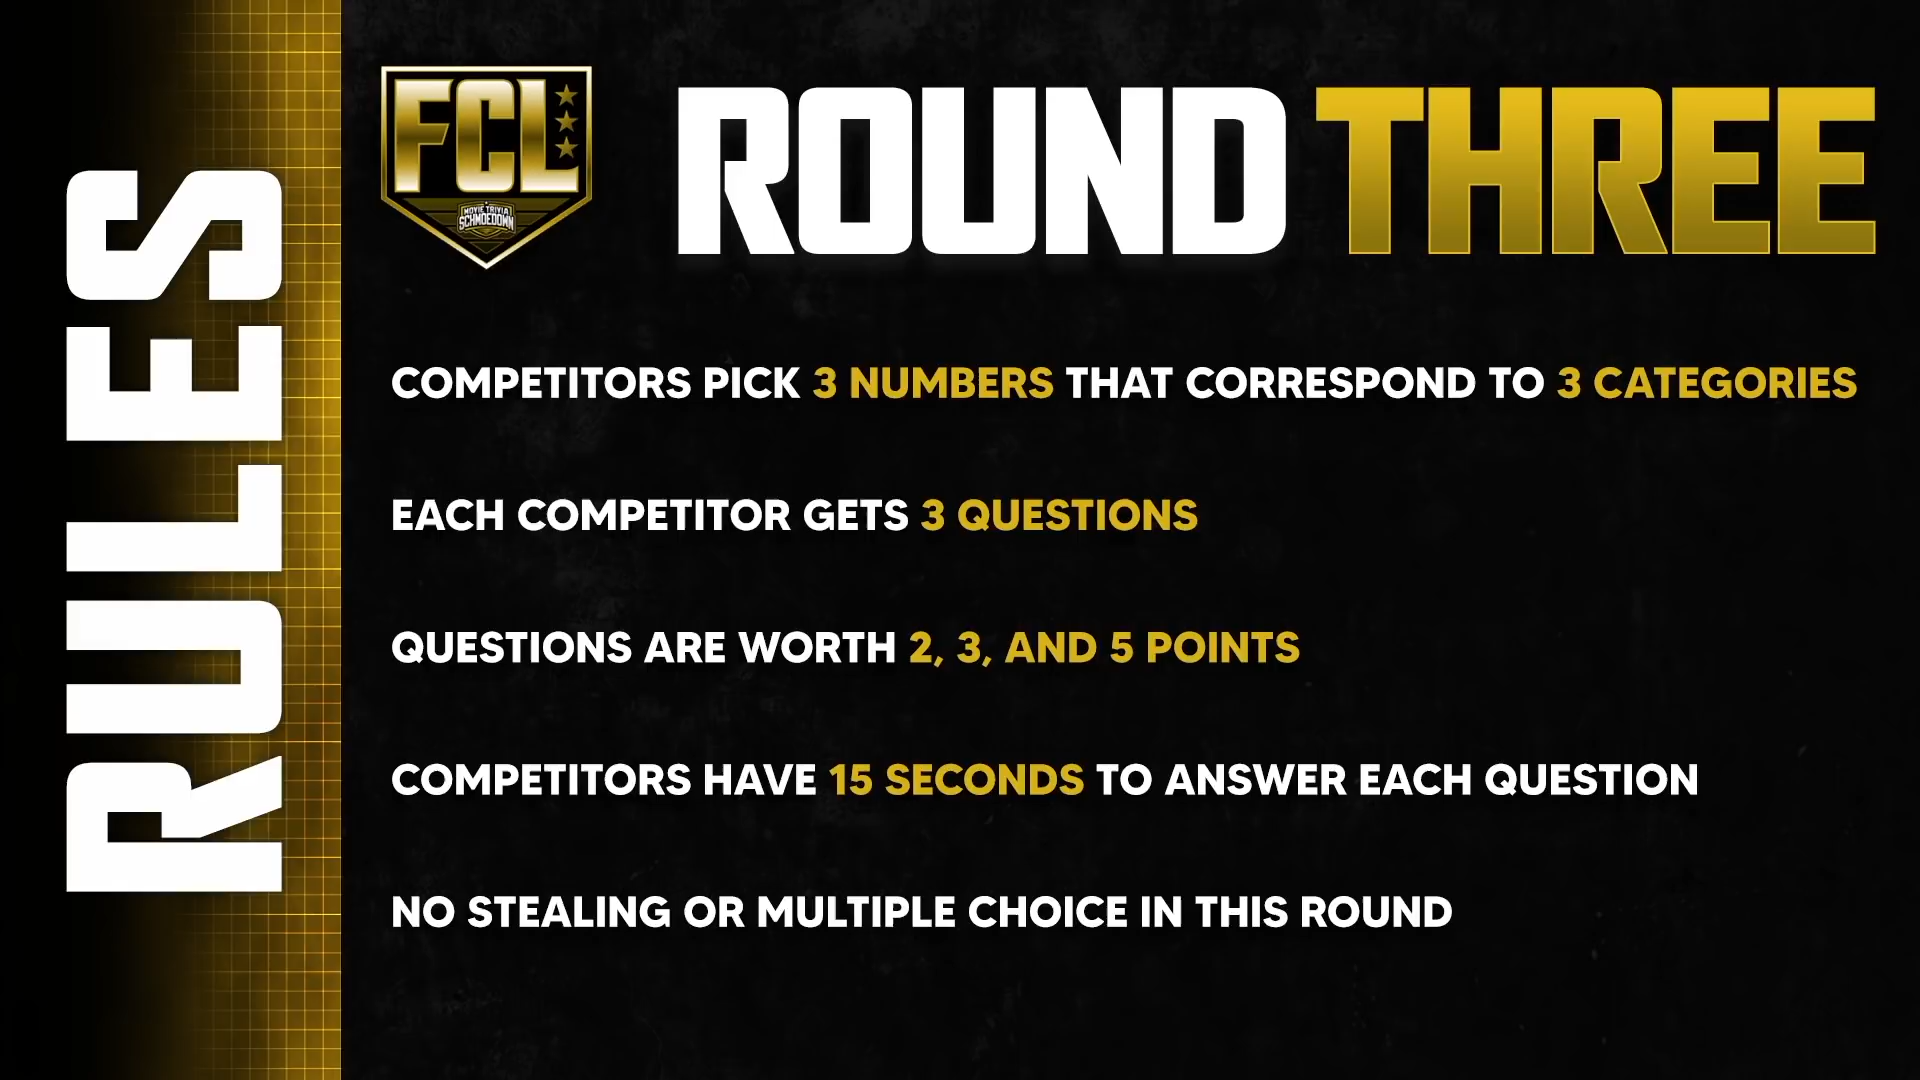 RULES
FCL
MOVIE TRIVIA
SCHMOEDOWN
ROUND THREE
COMPETITORS PICK 3 NUMBERS THAT CORRESPOND TO 3 CATEGORIES
EACH COMPETITOR GETS 3 QUESTIONS
QUESTIONS ARE WORTH 2, 3, AND 5 POINTS
COMPETITORS HAVE 15 SECONDS TO ANSWER EACH QUESTION
NO STEALING OR MULTIPLE CHOICE IN THIS ROUND